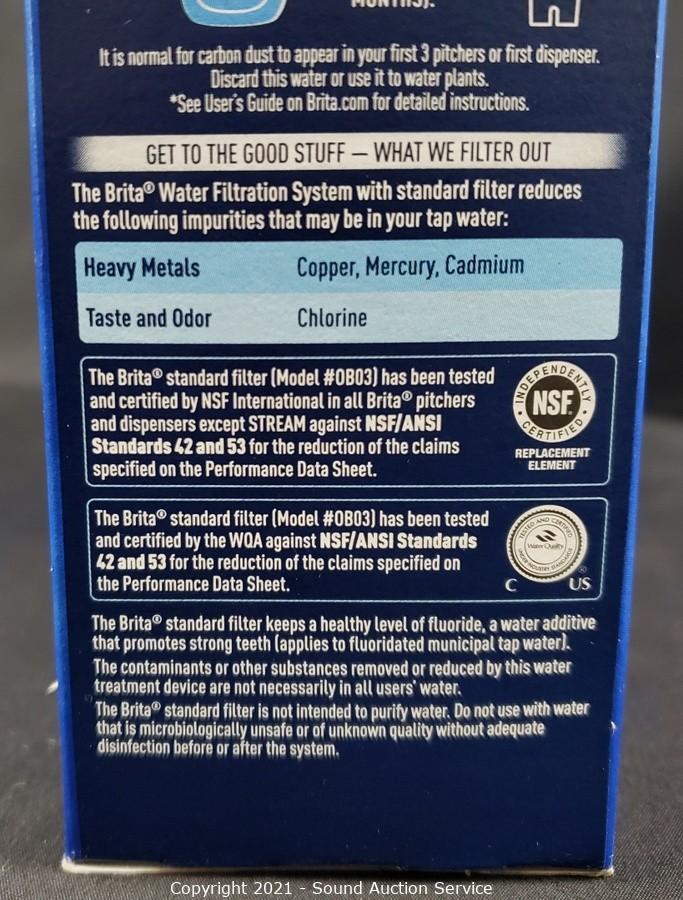 MONTHS).
It is normal for carbon dust to appear in your first 3 pitchers or first dispenser.
Discard this water or use it to water plants.
*See User's Guide on Brita.com for detailed instructions.
GET TO THE GOOD STUFF — WHAT WE FILTER OUT
The Brita® Water Filtration System with standard filter reduces
the following impurities that may be in your tap water:
Heavy Metals Copper, Mercury, Cadmium
Taste and Odor Chlorine
The Brita® standard filter (Model #OB03) has been tested
and certified by NSF International in all Brita® pitchers
and dispensers except STREAM against NSF/ANSI
Standards 42 and 53 for the reduction of the claims
specified on the Performance Data Sheet.
INDEPENDENTLY
NSF
CERTIFIED
REPLACEMENT
ELEMENT
The Brita® standard filter (Model #OB03) has been tested
and certified by the WQA against NSF/ANSI Standards
42 and 53 for the reduction of the claims specified on
the Performance Data Sheet.
TESTED AND CERTIFIED
Water Quality
UNDER INDUSTRY STANDARDS
®
C US
The Brita® standard filter keeps a healthy level of fluoride, a water additive
that promotes strong teeth (applies to fluoridated municipal tap water).
The contaminants or other substances removed or reduced by this water
treatment device are not necessarily in all users' water.
The Brita® standard filter is not intended to purify water. Do not use with water
that is microbiologically unsafe or of unknown quality without adequate
disinfection before or after the system.
Copyright 2021 - Sound Auction Service